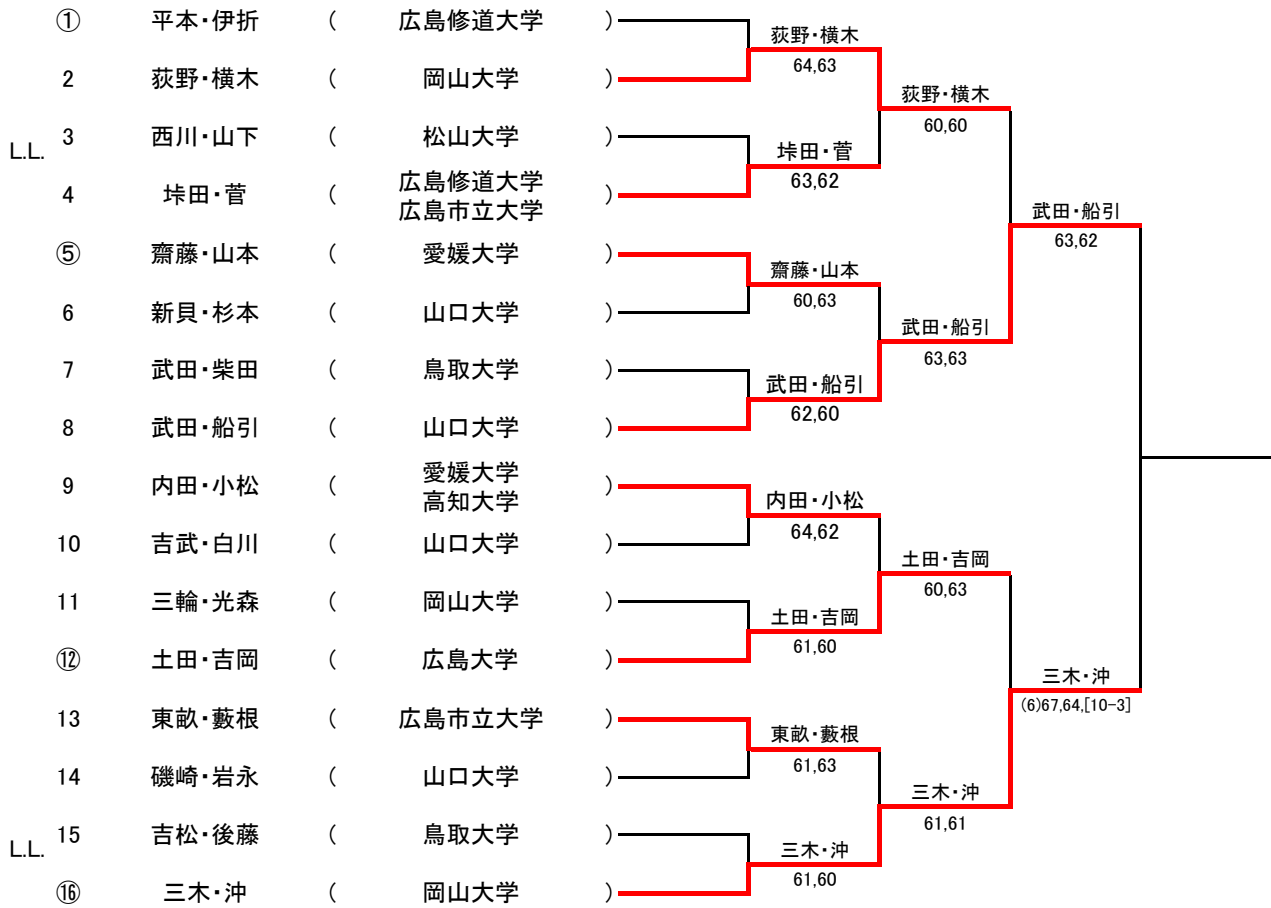 ① 平本・伊折 ( 広島修道大学 )
荻野・横木
64,63
2 荻野・横木 ( 岡山大学 )
荻野・横木
60,60
L.L.
3 西川・山下 ( 松山大学 )
垰田・菅
63,62
4 垰田・菅 ( 広島修道大学
広島市立大学 )
武田・船引
63,62
⑤ 齋藤・山本 ( 愛媛大学 )
齋藤・山本
60,63
6 新貝・杉本 ( 山口大学 )
武田・船引
63,63
7 武田・柴田 ( 鳥取大学 )
武田・船引
62,60
8 武田・船引 ( 山口大学 )
9 内田・小松 ( 愛媛大学
高知大学 )
内田・小松
64,62
10 吉武・白川 ( 山口大学 )
土田・吉岡
60,63
11 三輪・光森 ( 岡山大学 )
土田・吉岡
61,60
⑫ 土田・吉岡 ( 広島大学 )
三木・沖
(6)67,64,[10-3]
13 東畝・藪根 ( 広島市立大学 )
東畝・藪根
61,63
14 磯崎・岩永 ( 山口大学 )
三木・沖
61,61
L.L.
15 吉松・後藤 ( 鳥取大学 )
三木・沖
61,60
⑯ 三木・沖 ( 岡山大学 )